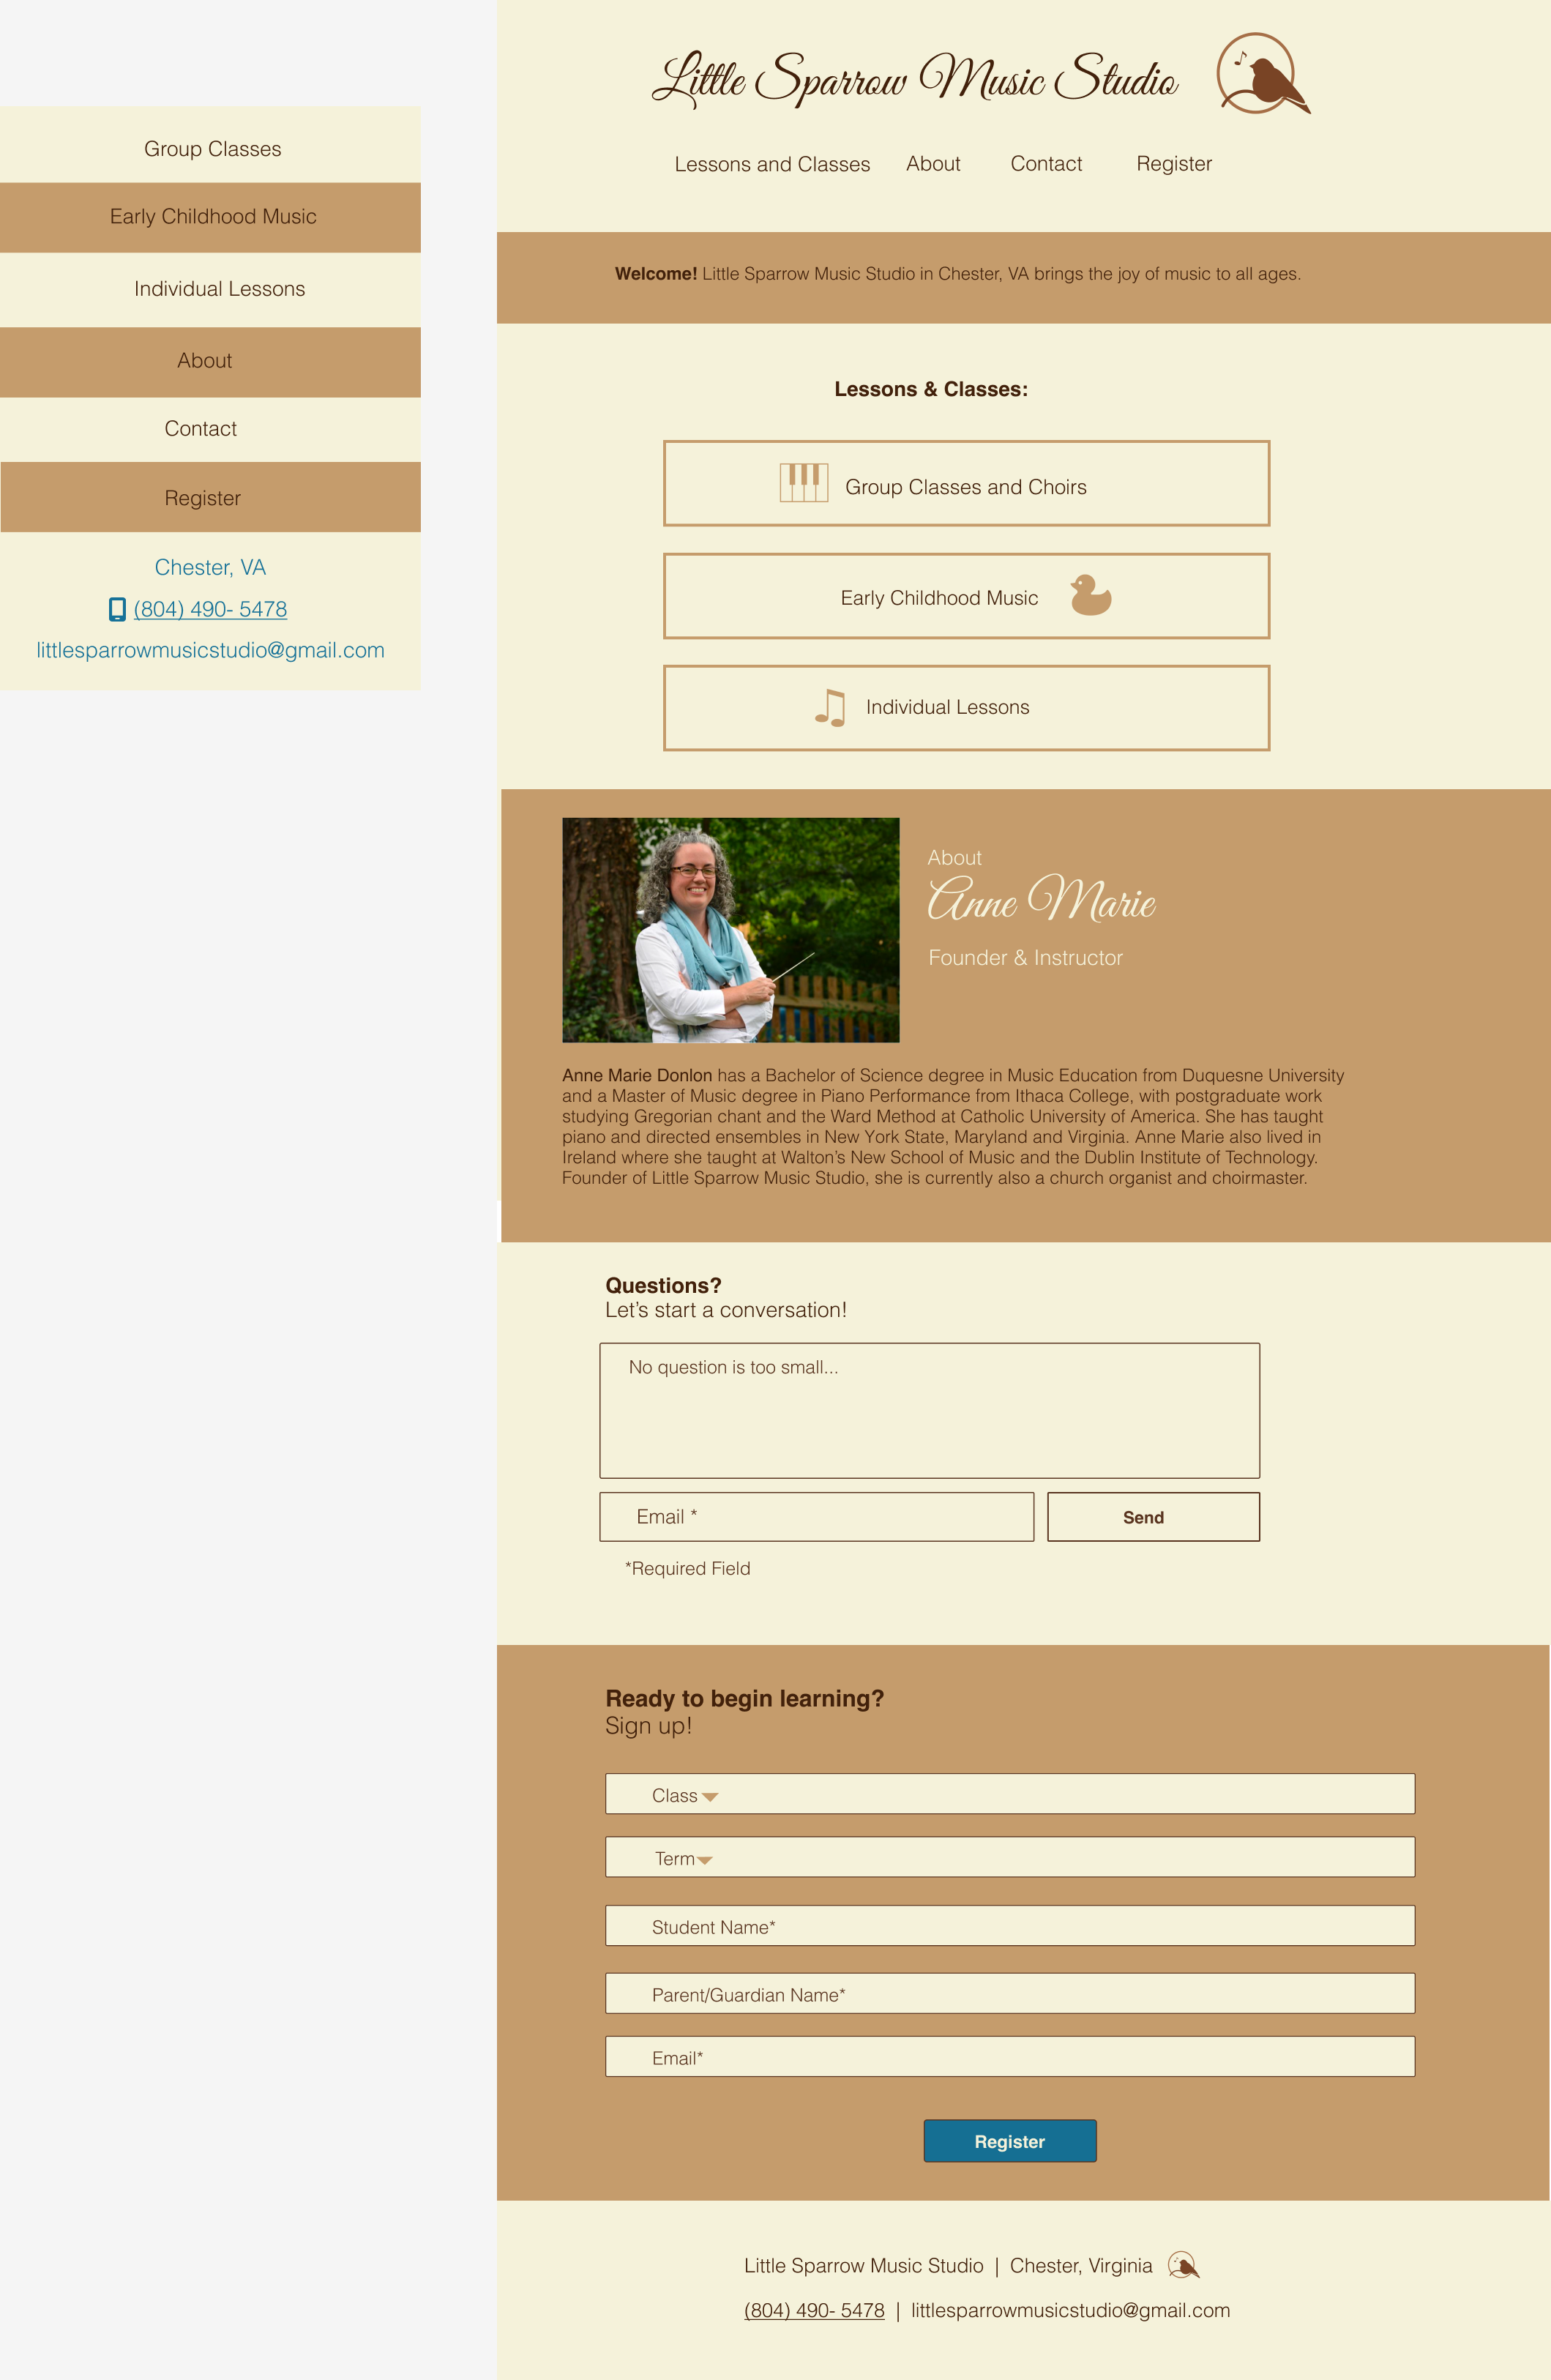 Group Classes
Early Childhood Music
Individual Lessons
About
Contact
Register
Chester, VA
(804) 490- 5478
littlesparrowmusicstudio@gmail.com
Little Sparrow Music Studio
Lessons and Classes About Contact Register
Welcome! Little Sparrow Music Studio in Chester, VA brings the joy of music to all ages.
Lessons & Classes:
Group Classes and Choirs
Early Childhood Music
Individual Lessons
About
Anne Marie
Founder & Instructor
Anne Marie Donlon has a Bachelor of Science degree in Music Education from Duquesne University
and a Master of Music degree in Piano Performance from Ithaca College, with postgraduate work
studying Gregorian chant and the Ward Method at Catholic University of America. She has taught
piano and directed ensembles in New York State, Maryland and Virginia. Anne Marie also lived in
Ireland where she taught at Walton’s New School of Music and the Dublin Institute of Technology.
Founder of Little Sparrow Music Studio, she is currently also a church organist and choirmaster.
Questions?
Let’s start a conversation!
No question is too small...
Email *
Send
*Required Field
Ready to begin learning?
Sign up!
Class
Term
Student Name*
Parent/Guardian Name*
Email*
Register
Little Sparrow Music Studio | Chester, Virginia
(804) 490- 5478 | littlesparrowmusicstudio@gmail.com